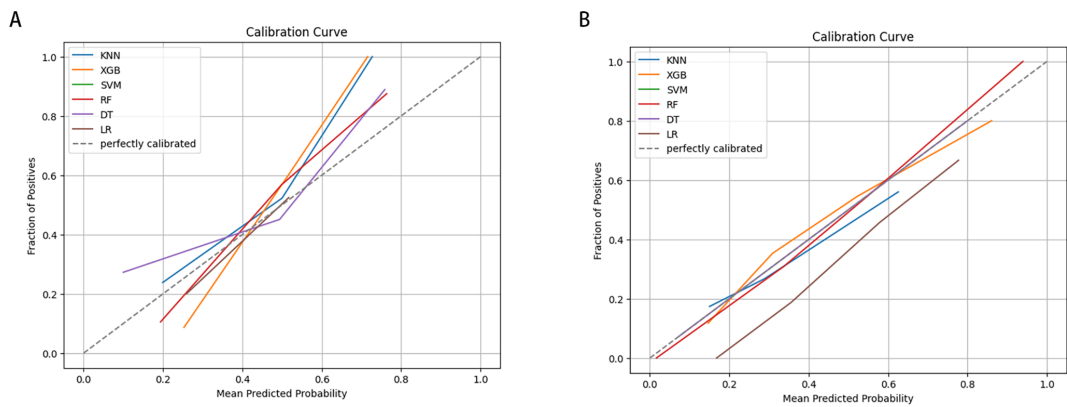 A
Calibration Curve
KNN
XGB
SVM
RF
DT
LR
perfectly calibrated
1.0
0.8
0.6
0.4
0.2
0.0
Fraction of Positives
0.0 0.2 0.4 0.6 0.8 1.0
Mean Predicted Probability
B
Calibration Curve
KNN
XGB
SVM
RF
DT
LR
perfectly calibrated
1.0
0.8
0.6
0.4
0.2
0.0
Fraction of Positives
0.0 0.2 0.4 0.6 0.8 1.0
Mean Predicted Probability